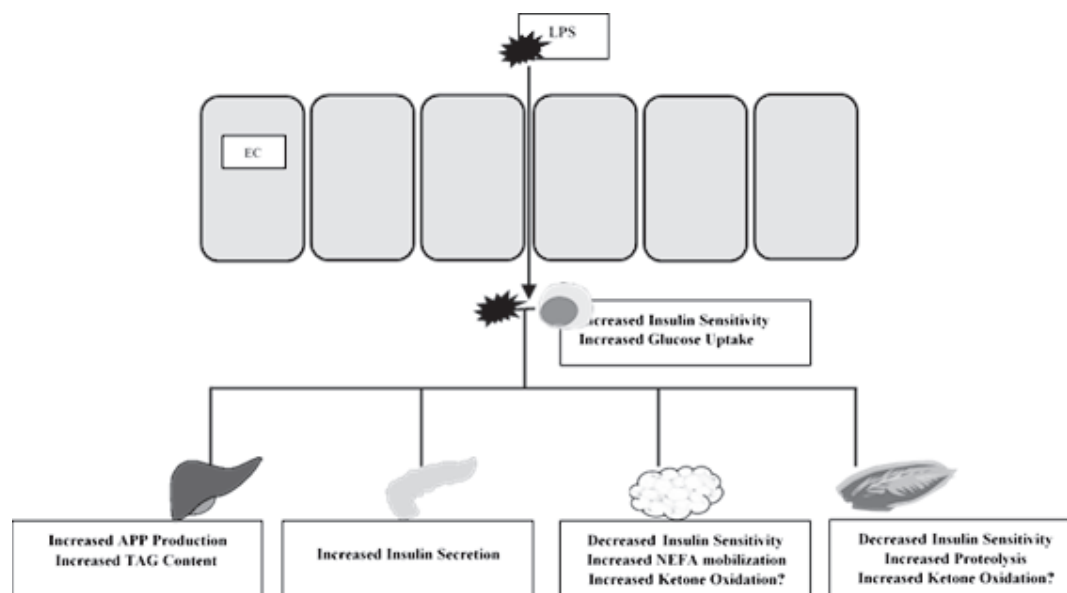 LPS
EC
Insulin Sensitivity
Increased Glucose Uptake
Increased APP Production
Increased TAG Content
Increased Insulin Secretion
Decreased Insulin Sensitivity
Increased NEFA mobilization
Increased Ketone Oxidation?
Decreased Insulin Sensitivity
Increased Proteolysis
Increased Ketone Oxidation?